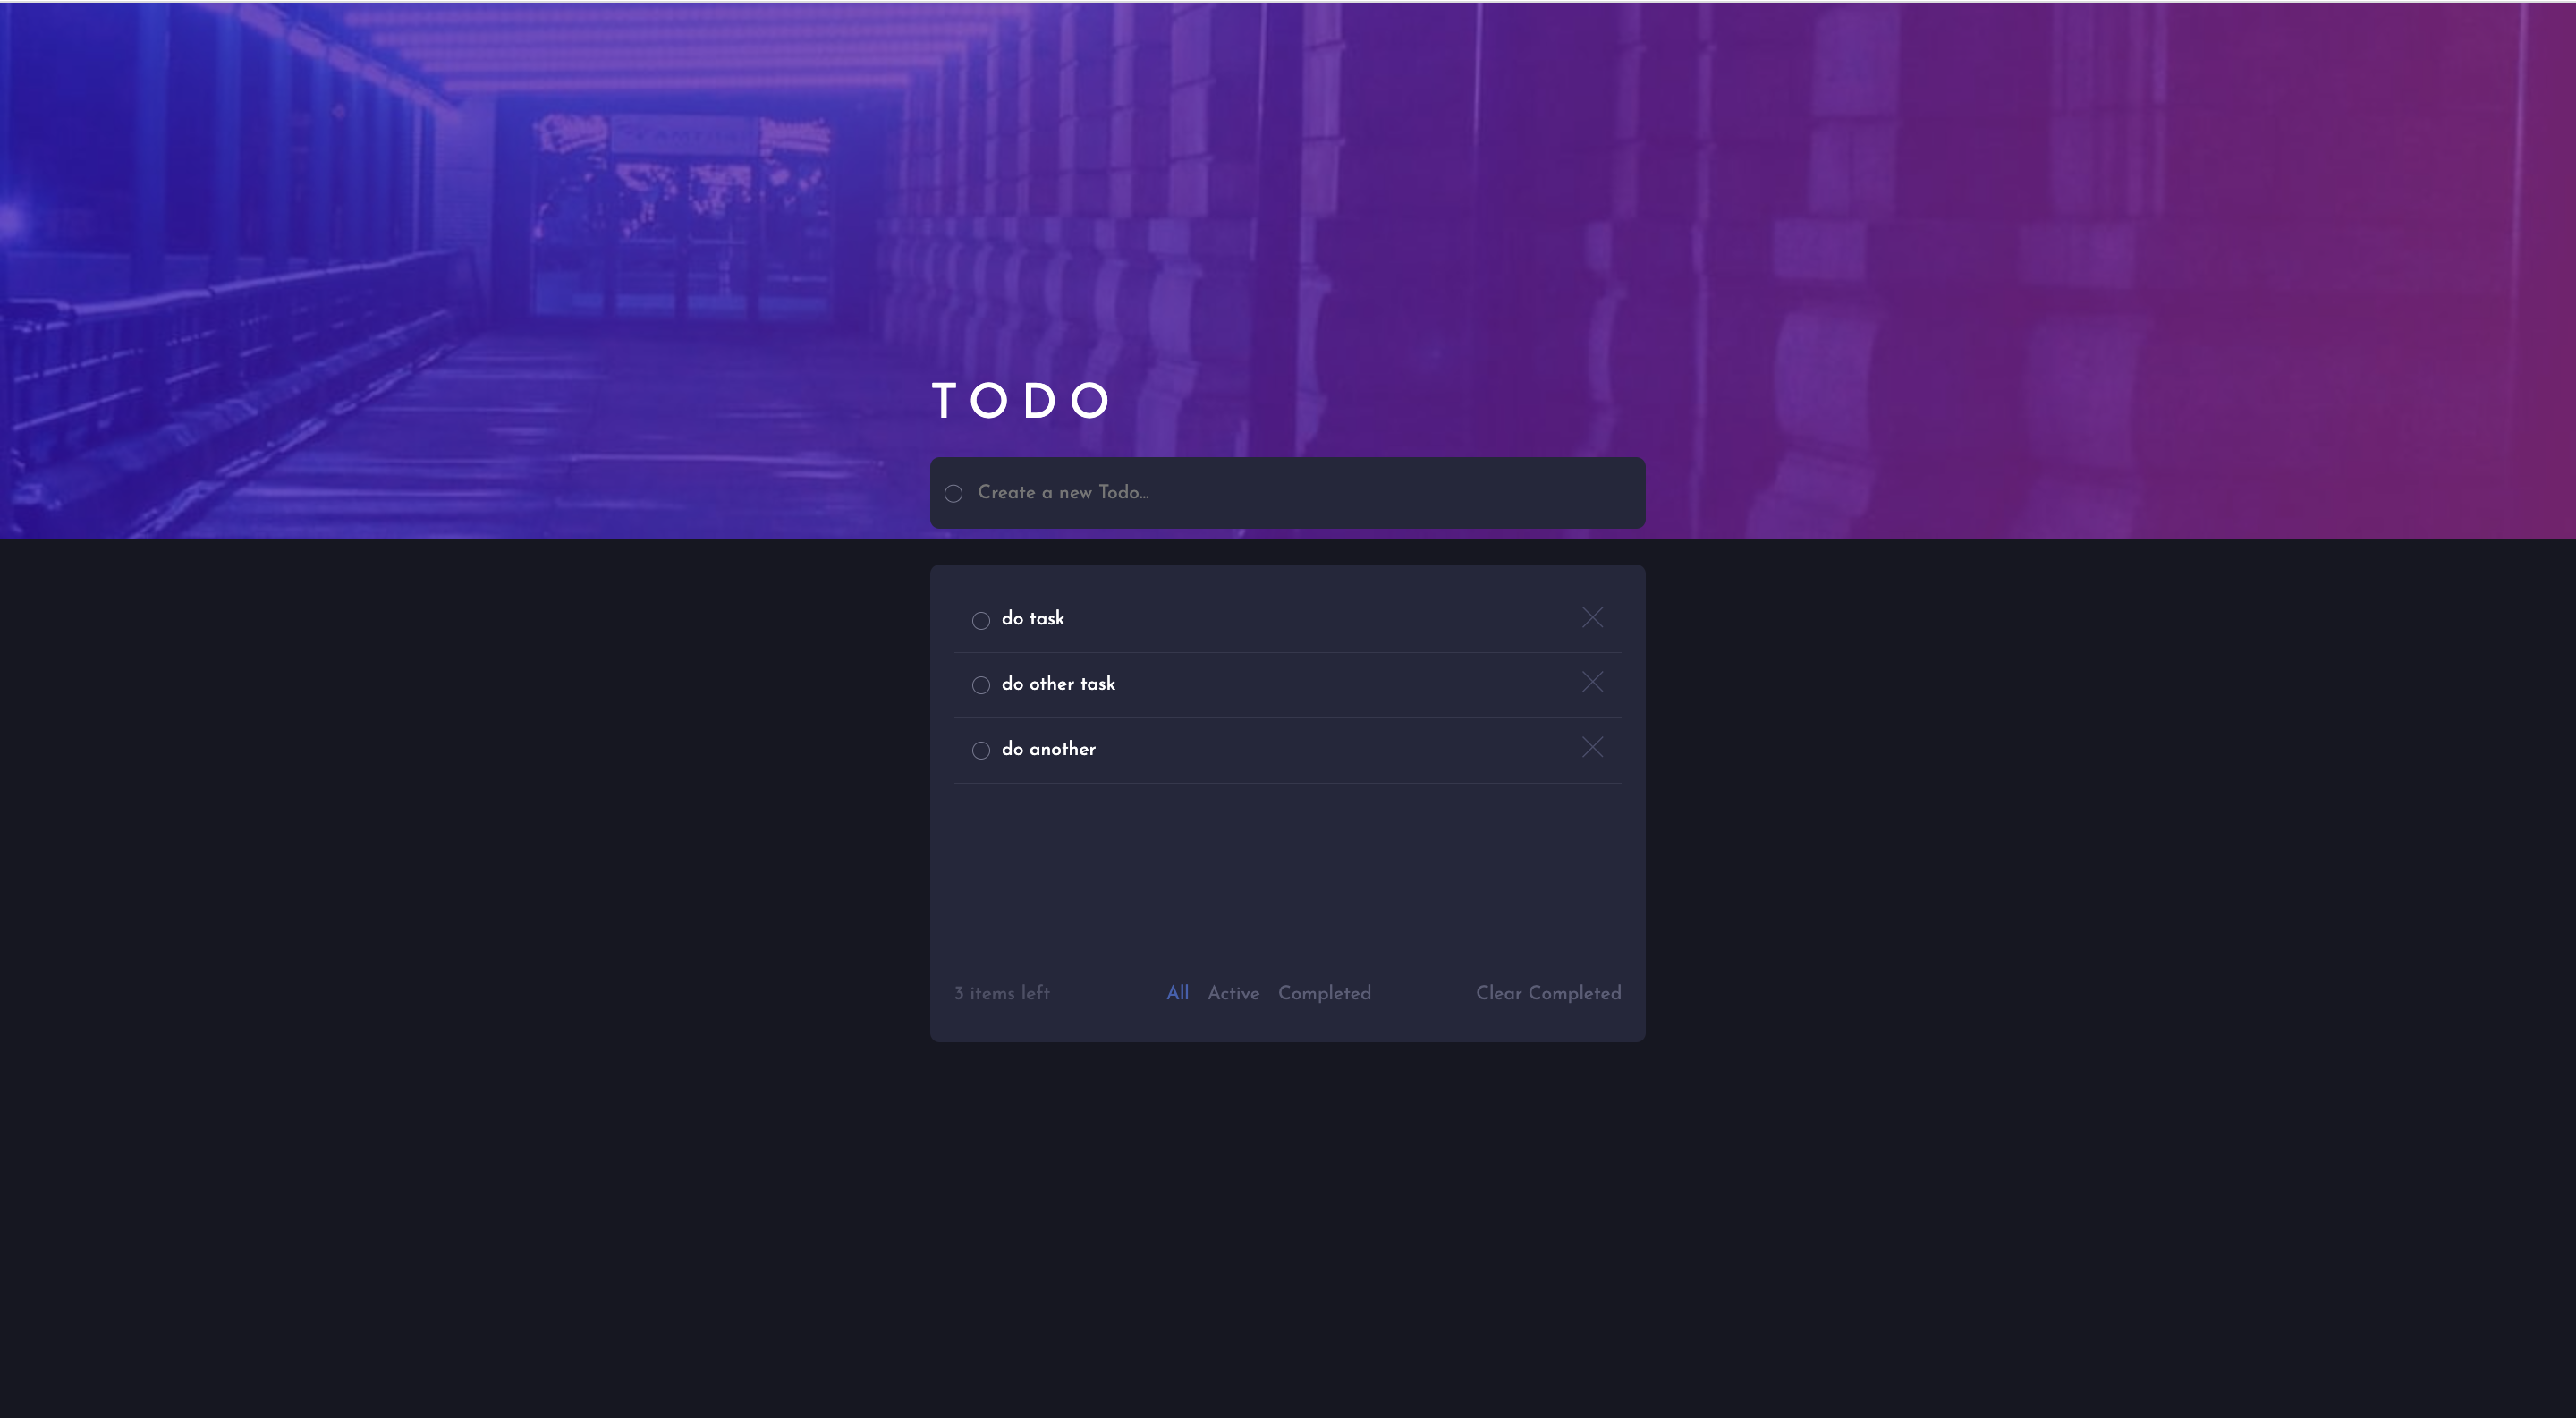 TODO
Create a new Todo...
do task
do other task
do another
3 items left All Active Completed Clear Completed